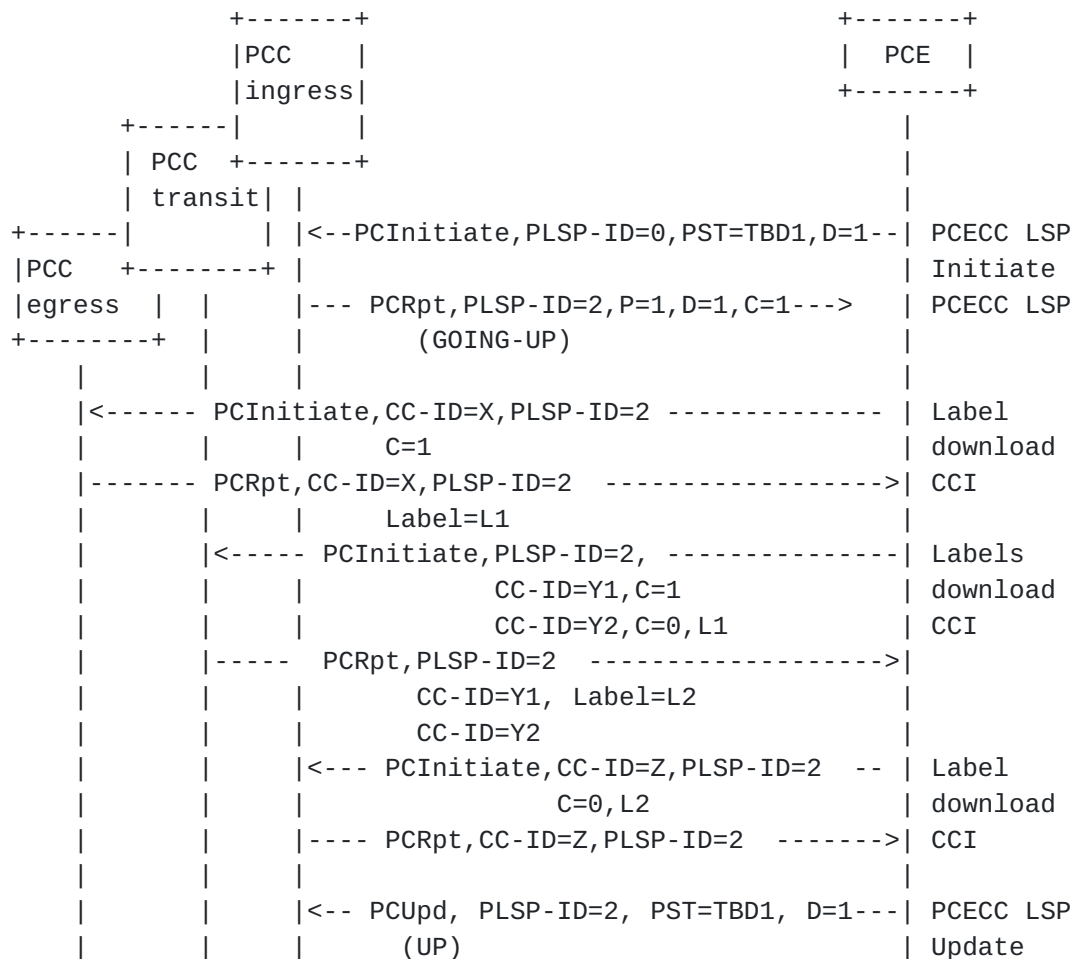 +-------+                              +-------+
                 |PCC    |                              |  PCE  |
                 |ingress|                              +-------+
          +------|       |                                  |
          | PCC  +-------+                                  |
          | transit| |                                      |
   +------|        | |<--PCInitiate,PLSP-ID=0,PST=TBD1,D=1--| PCECC LSP
   |PCC   +--------+ |                                      | Initiate
   |egress  |  |     |--- PCRpt,PLSP-ID=2,P=1,D=1,C=1--->   | PCECC LSP
   +--------+  |     |       (GOING-UP)                     |
       |       |     |                                      |
       |<------ PCInitiate,CC-ID=X,PLSP-ID=2 -------------- | Label
       |       |     |     C=1                              | download
       |------- PCRpt,CC-ID=X,PLSP-ID=2  ------------------>| CCI
       |       |     |     Label=L1                         |
       |       |<----- PCInitiate,PLSP-ID=2, ---------------| Labels
       |       |     |            CC-ID=Y1,C=1              | download
       |       |     |            CC-ID=Y2,C=0,L1           | CCI
       |       |-----  PCRpt,PLSP-ID=2  ------------------->|
       |       |     |       CC-ID=Y1, Label=L2             |
       |       |     |       CC-ID=Y2                       |
       |       |     |<--- PCInitiate,CC-ID=Z,PLSP-ID=2  -- | Label
       |       |     |                C=0,L2                | download
       |       |     |---- PCRpt,CC-ID=Z,PLSP-ID=2  ------->| CCI
       |       |     |                                      |
       |       |     |<-- PCUpd, PLSP-ID=2, PST=TBD1, D=1---| PCECC LSP
       |       |     |      (UP)                            | Update